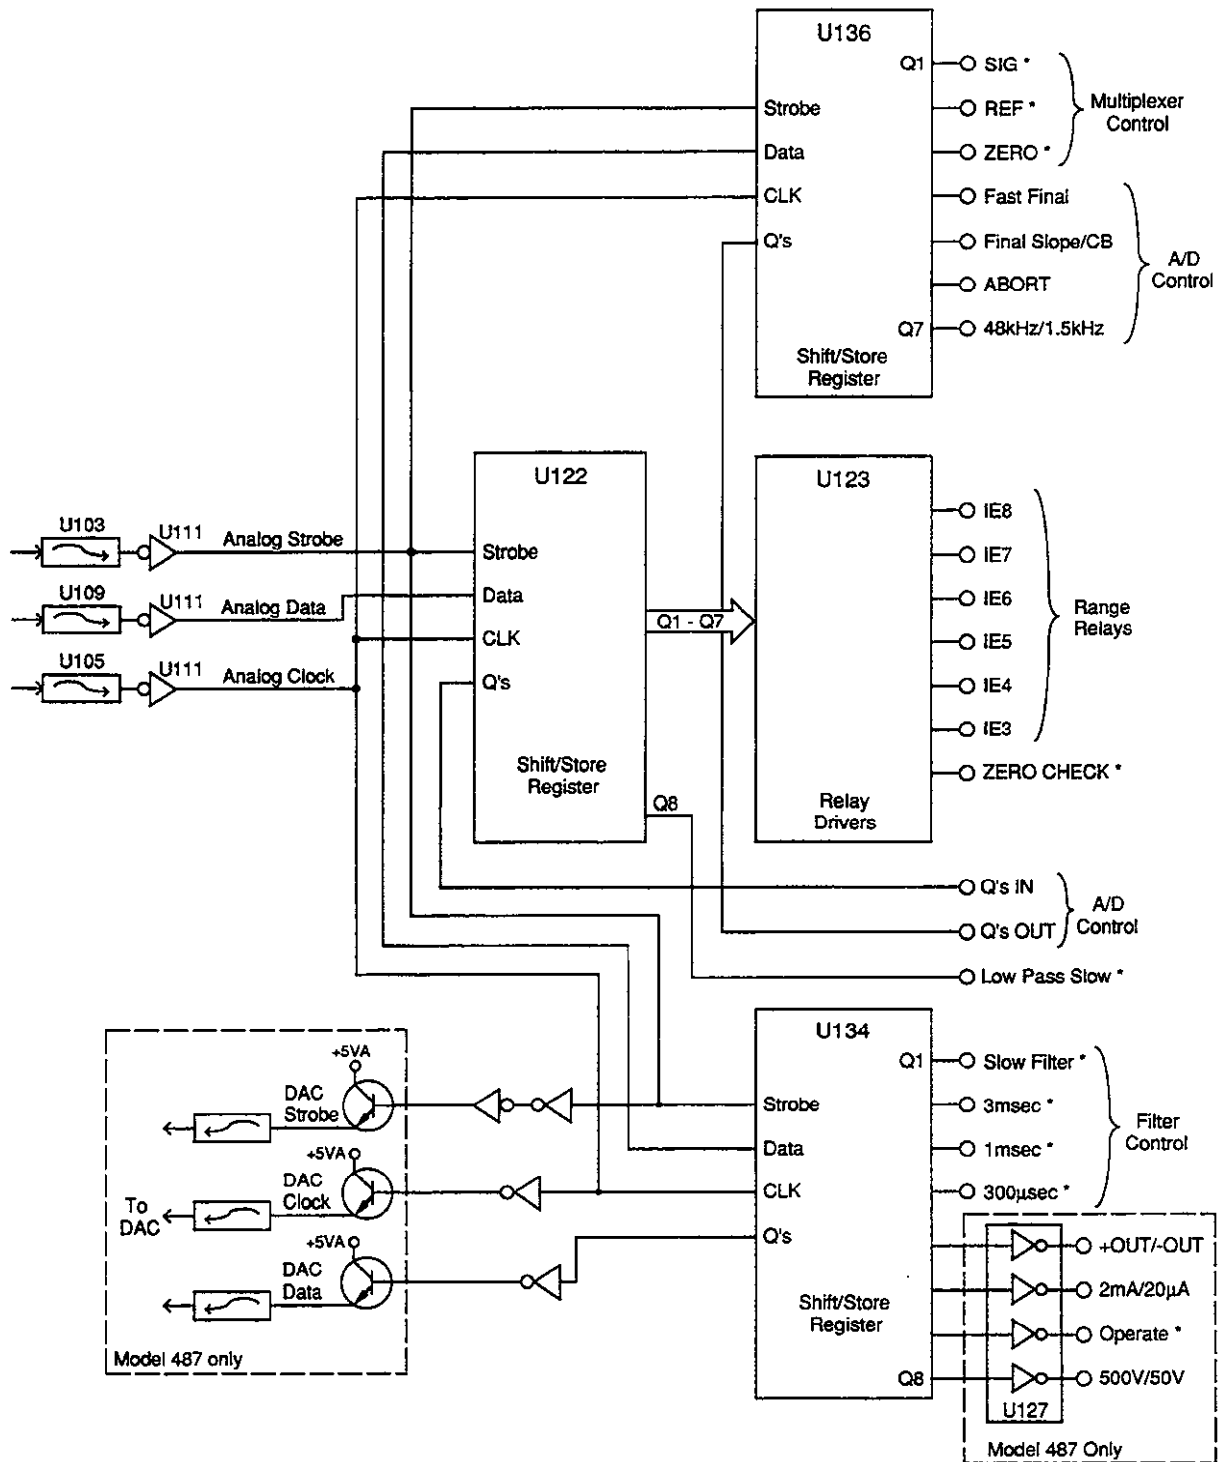 U136
Q1
SIG *
Strobe
REF *
Multiplexer
Control
Data
ZERO *
CLK
Fast Final
Q's
Final Slope/CB
A/D
Control
ABORT
Q7
48kHz/1.5kHz
Shift/Store
Register
U122
U123
IE8
U103
U111
Analog Strobe
Strobe
IE7
U109
U111
Analog Data
Data
IE6
Q1 - Q7
Range
Relays
CLK
IE5
U105
U111
Analog Clock
Q's
IE4
IE3
Shift/Store
Register
ZERO CHECK *
Q8
Relay
Drivers
Q's IN
A/D
Control
Q's OUT
Low Pass Slow *
U134
+5VA
Q1
Slow Filter *
DAC
Strobe
Strobe
3msec *
Filter
Control
+5VA
Data
1msec *
DAC
Clock
CLK
300µsec *
To
DAC
+5VA
Q's
+OUT/-OUT
DAC
Data
2mA/20µA
Shift/Store
Register
Operate *
Model 487 only
Q8
500V/50V
U127
Model 487 Only